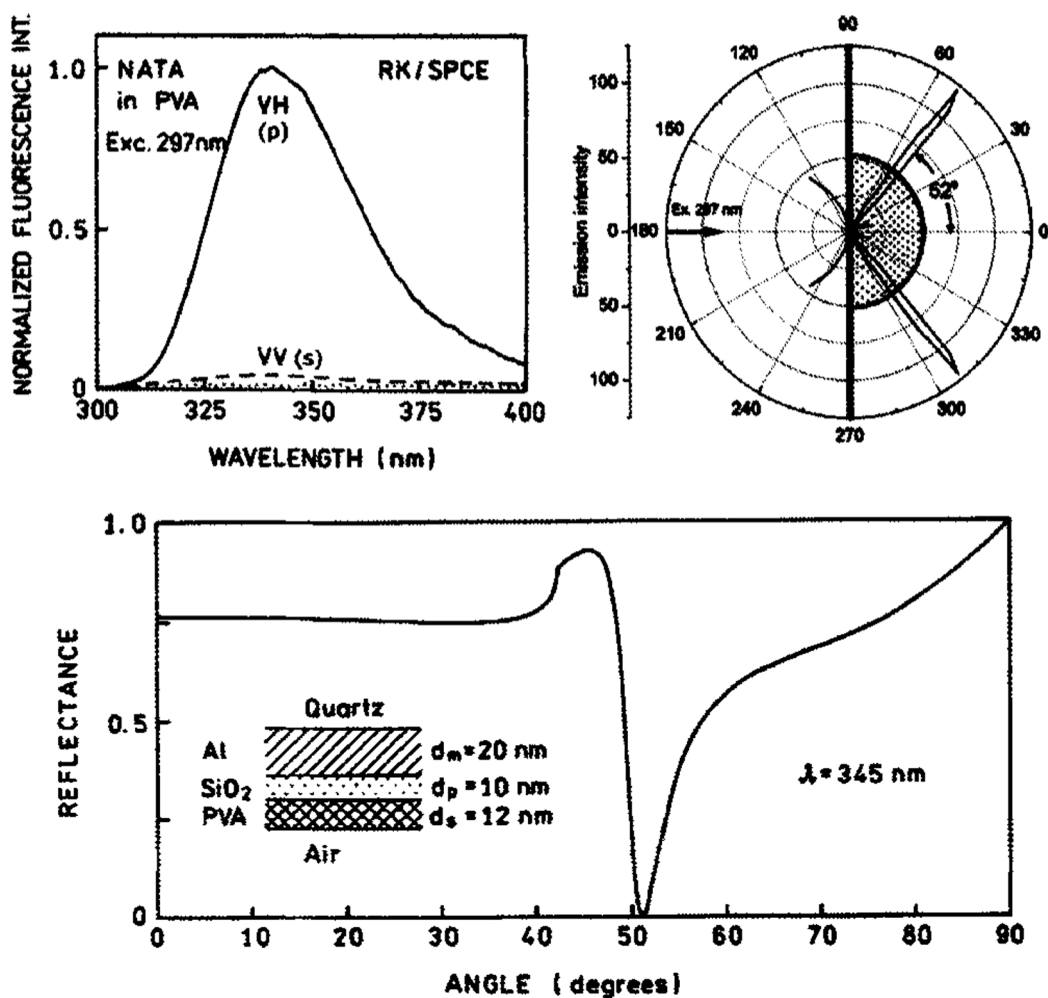 NORMALIZED FLUORESCENCE INT.
1.0
0.5
0
NATA
in PVA
Exc. 297nm
RK/SPCE
VH
(p)
VV (s)
300
325
350
375
400
WAVELENGTH (nm)
Emission intensity
100
50
0
50
100
90
120
60
150
30
180
0
210
330
240
300
270
Ex. 297 nm
52°
REFLECTANCE
1.0
0.5
0
Quartz
Al
dₘ=20 nm
SiO₂
dₚ=10 nm
PVA
dₛ=12 nm
Air
λ=345 nm
0
10
20
30
40
50
60
70
80
90
ANGLE (degrees)